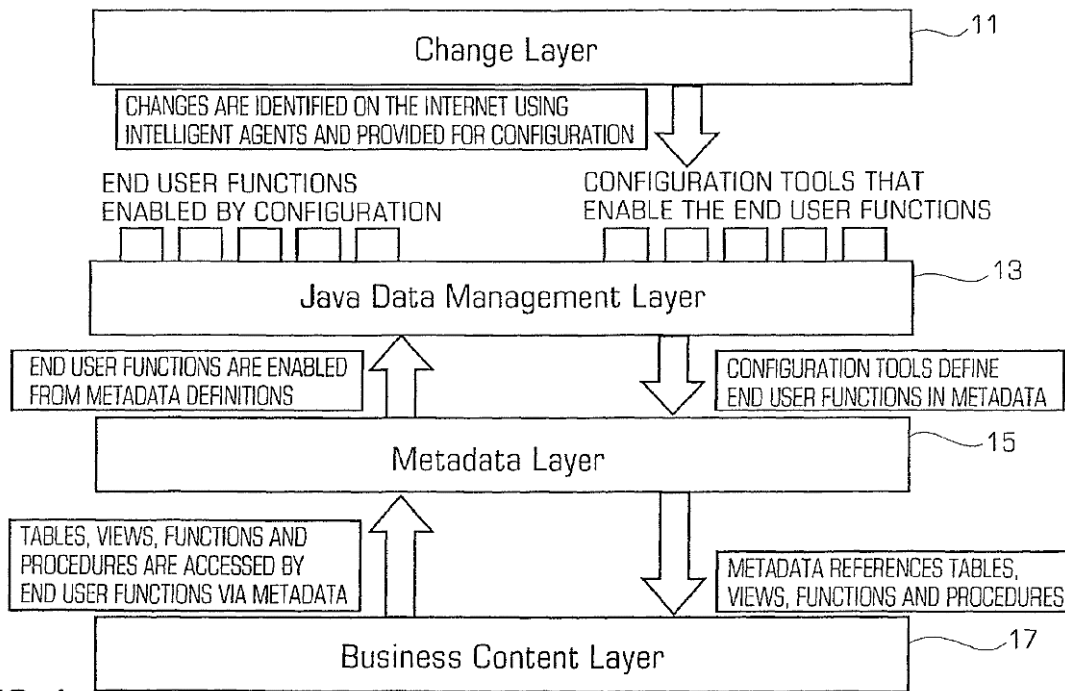 Change Layer
11
CHANGES ARE IDENTIFIED ON THE INTERNET USING
INTELLIGENT AGENTS AND PROVIDED FOR CONFIGURATION
END USER FUNCTIONS
ENABLED BY CONFIGURATION
CONFIGURATION TOOLS THAT
ENABLE THE END USER FUNCTIONS
13
Java Data Management Layer
END USER FUNCTIONS ARE ENABLED
FROM METADATA DEFINITIONS
CONFIGURATION TOOLS DEFINE
END USER FUNCTIONS IN METADATA
15
Metadata Layer
TABLES, VIEWS, FUNCTIONS AND
PROCEDURES ARE ACCESSED BY
END USER FUNCTIONS VIA METADATA
METADATA REFERENCES TABLES,
VIEWS, FUNCTIONS AND PROCEDURES
17
Business Content Layer